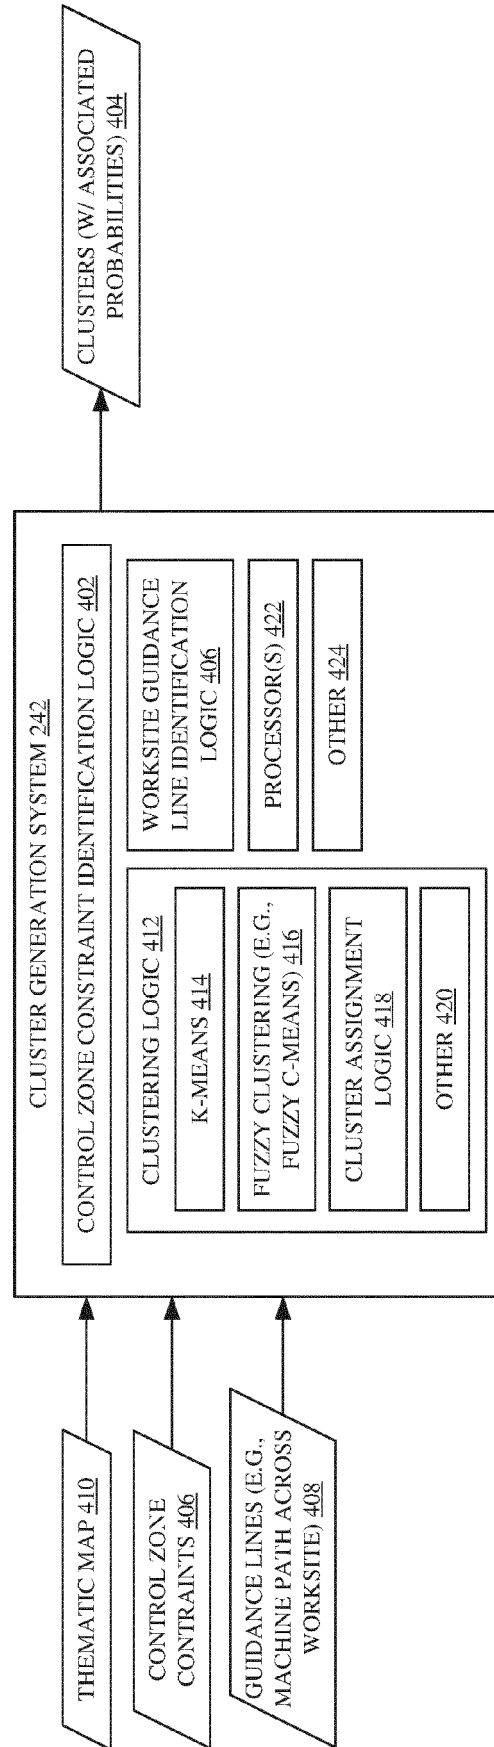 THEMATIC MAP 410
CONTROL ZONE
CONTRAINTS 406
GUIDANCE LINES (E.G.,
MACHINE PATH ACROSS
WORKSITE) 408
CLUSTER GENERATION SYSTEM 242
CONTROL ZONE CONSTRAINT IDENTIFICATION LOGIC 402
CLUSTERING LOGIC 412
K-MEANS 414
FUZZY CLUSTERING (E.G.,
FUZZY C-MEANS) 416
CLUSTER ASSIGNMENT
LOGIC 418
OTHER 420
WORKSITE GUIDANCE
LINE IDENTIFICATION
LOGIC 406
PROCESSOR(S) 422
OTHER 424
CLUSTERS (W/ ASSOCIATED
PROBABILITIES) 404